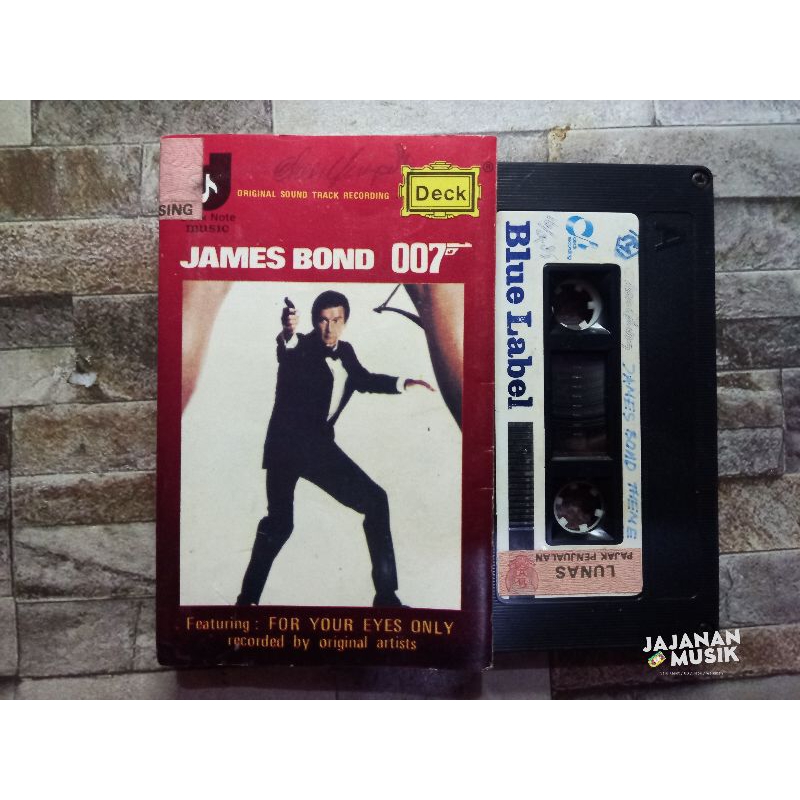 SING
Note
music
ORIGINAL SOUND TRACK RECORDING
Deck
JAMES BOND 007
Featuring: FOR YOUR EYES ONLY
recorded by original artists
Blue Label
A
JAMES BOND THEME
LUNAS
PAJAK PENJUALAN
JAJANAN
MUSIK